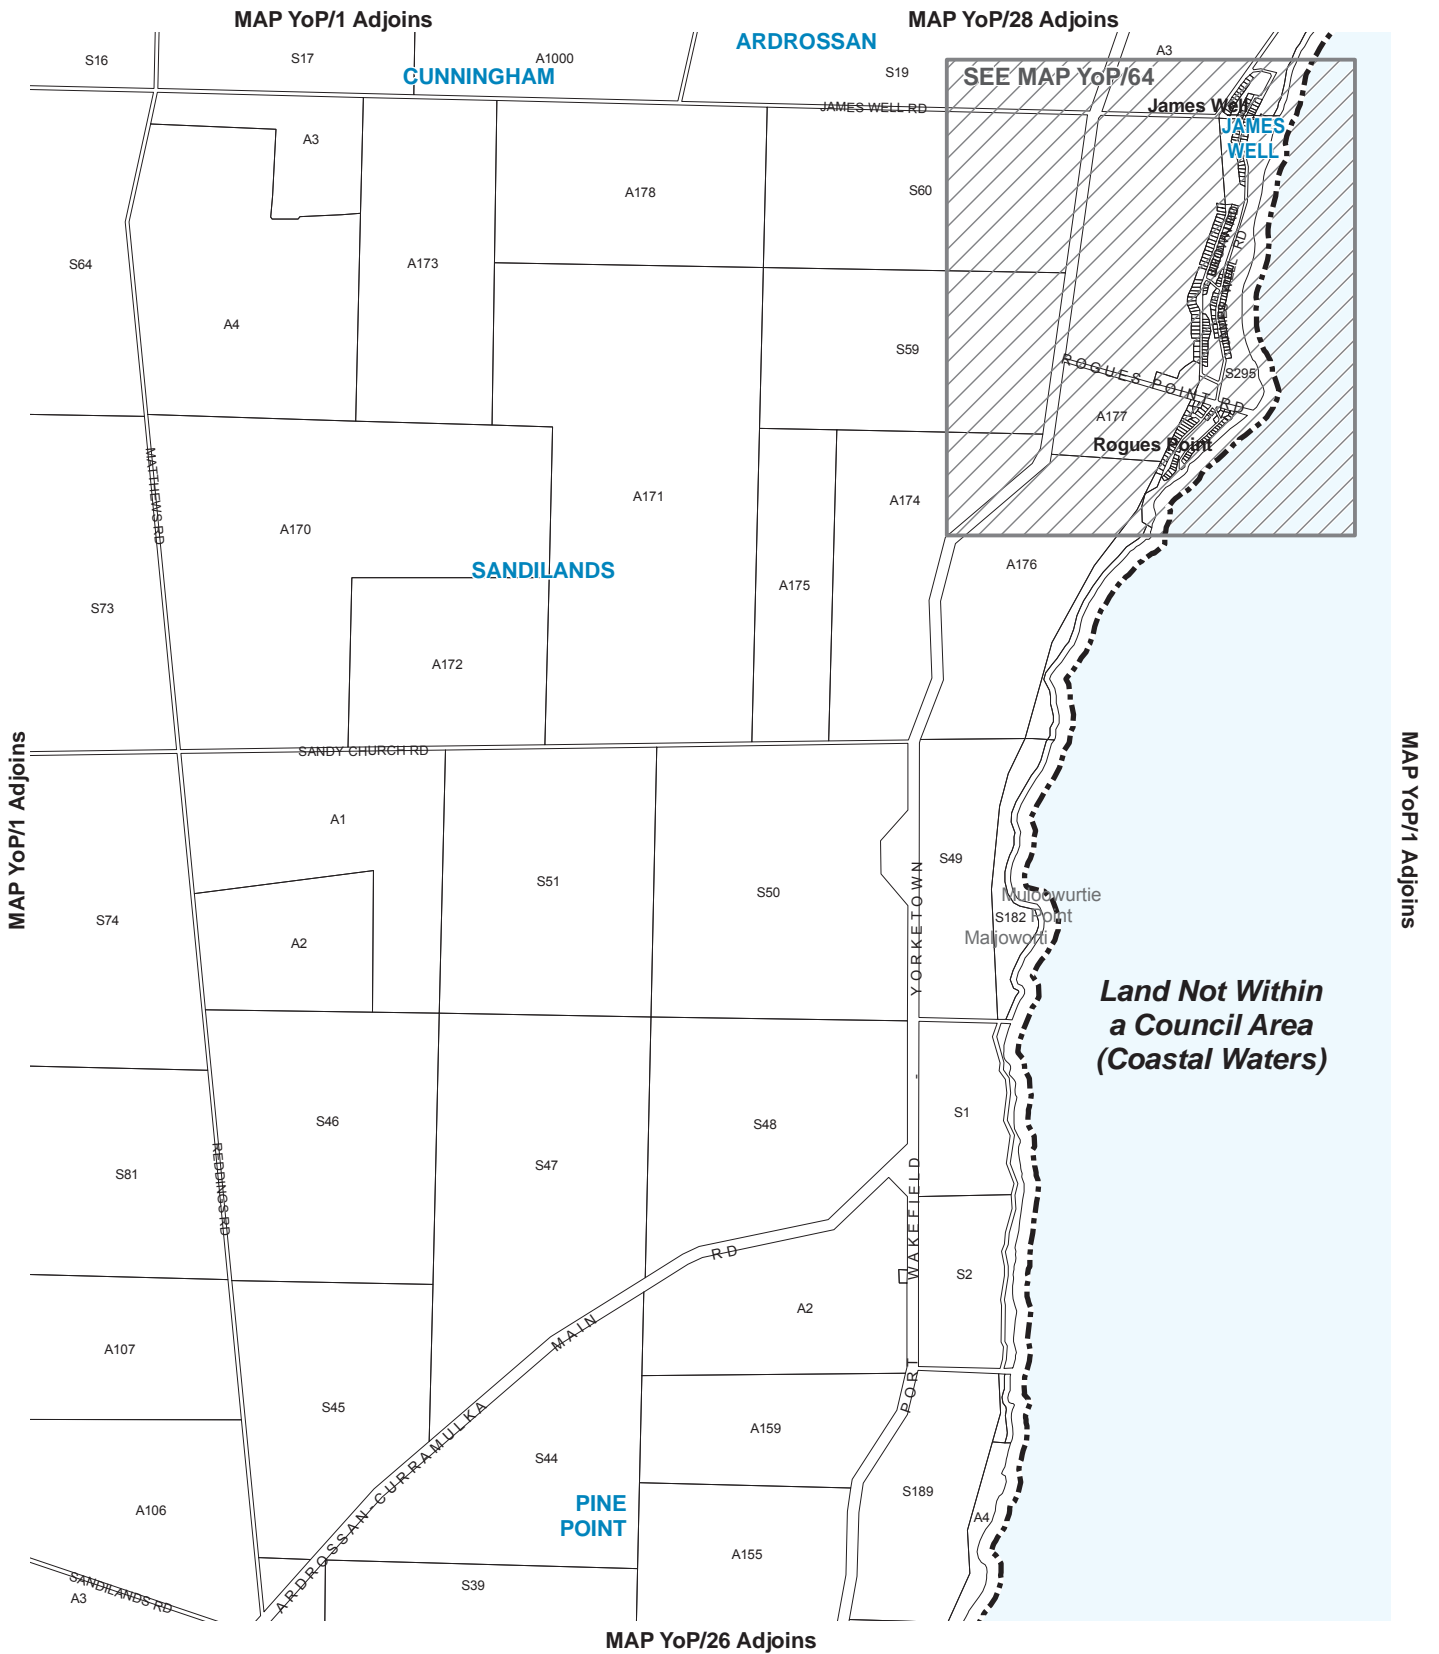 MAP YoP/1 Adjoins
MAP YoP/28 Adjoins
ARDROSSAN
S16
S17
A1000
A3
CUNNINGHAM
S19
SEE MAP YoP/64
JAMES WELL RD
James Well
JAMES
WELL
A3
A178
S60
S64
A173
RD
A4
S59
ROGUES POINT RD
S295
A177
Rogues Point
MATTHEWS RD
A171
A174
A170
SANDILANDS
A176
A175
S73
A172
SANDY CHURCH RD
MAP YoP/1 Adjoins
MAP YoP/1 Adjoins
A1
S49
S51
S50
Muloowurtie
Point
S182
Maljoworti
S74
A2
PORT WAKEFIELD - YORKETOWN
Land Not Within
a Council Area
(Coastal Waters)
S46
S48
S1
S47
S81
REDDINGS RD
S2
A2
A107
ARDROSSAN-CURRAMULKA MAIN RD
S45
A159
S44
S189
PINE
POINT
A106
A4
A155
S39
SANDILANDS RD
A3
MAP YoP/26 Adjoins